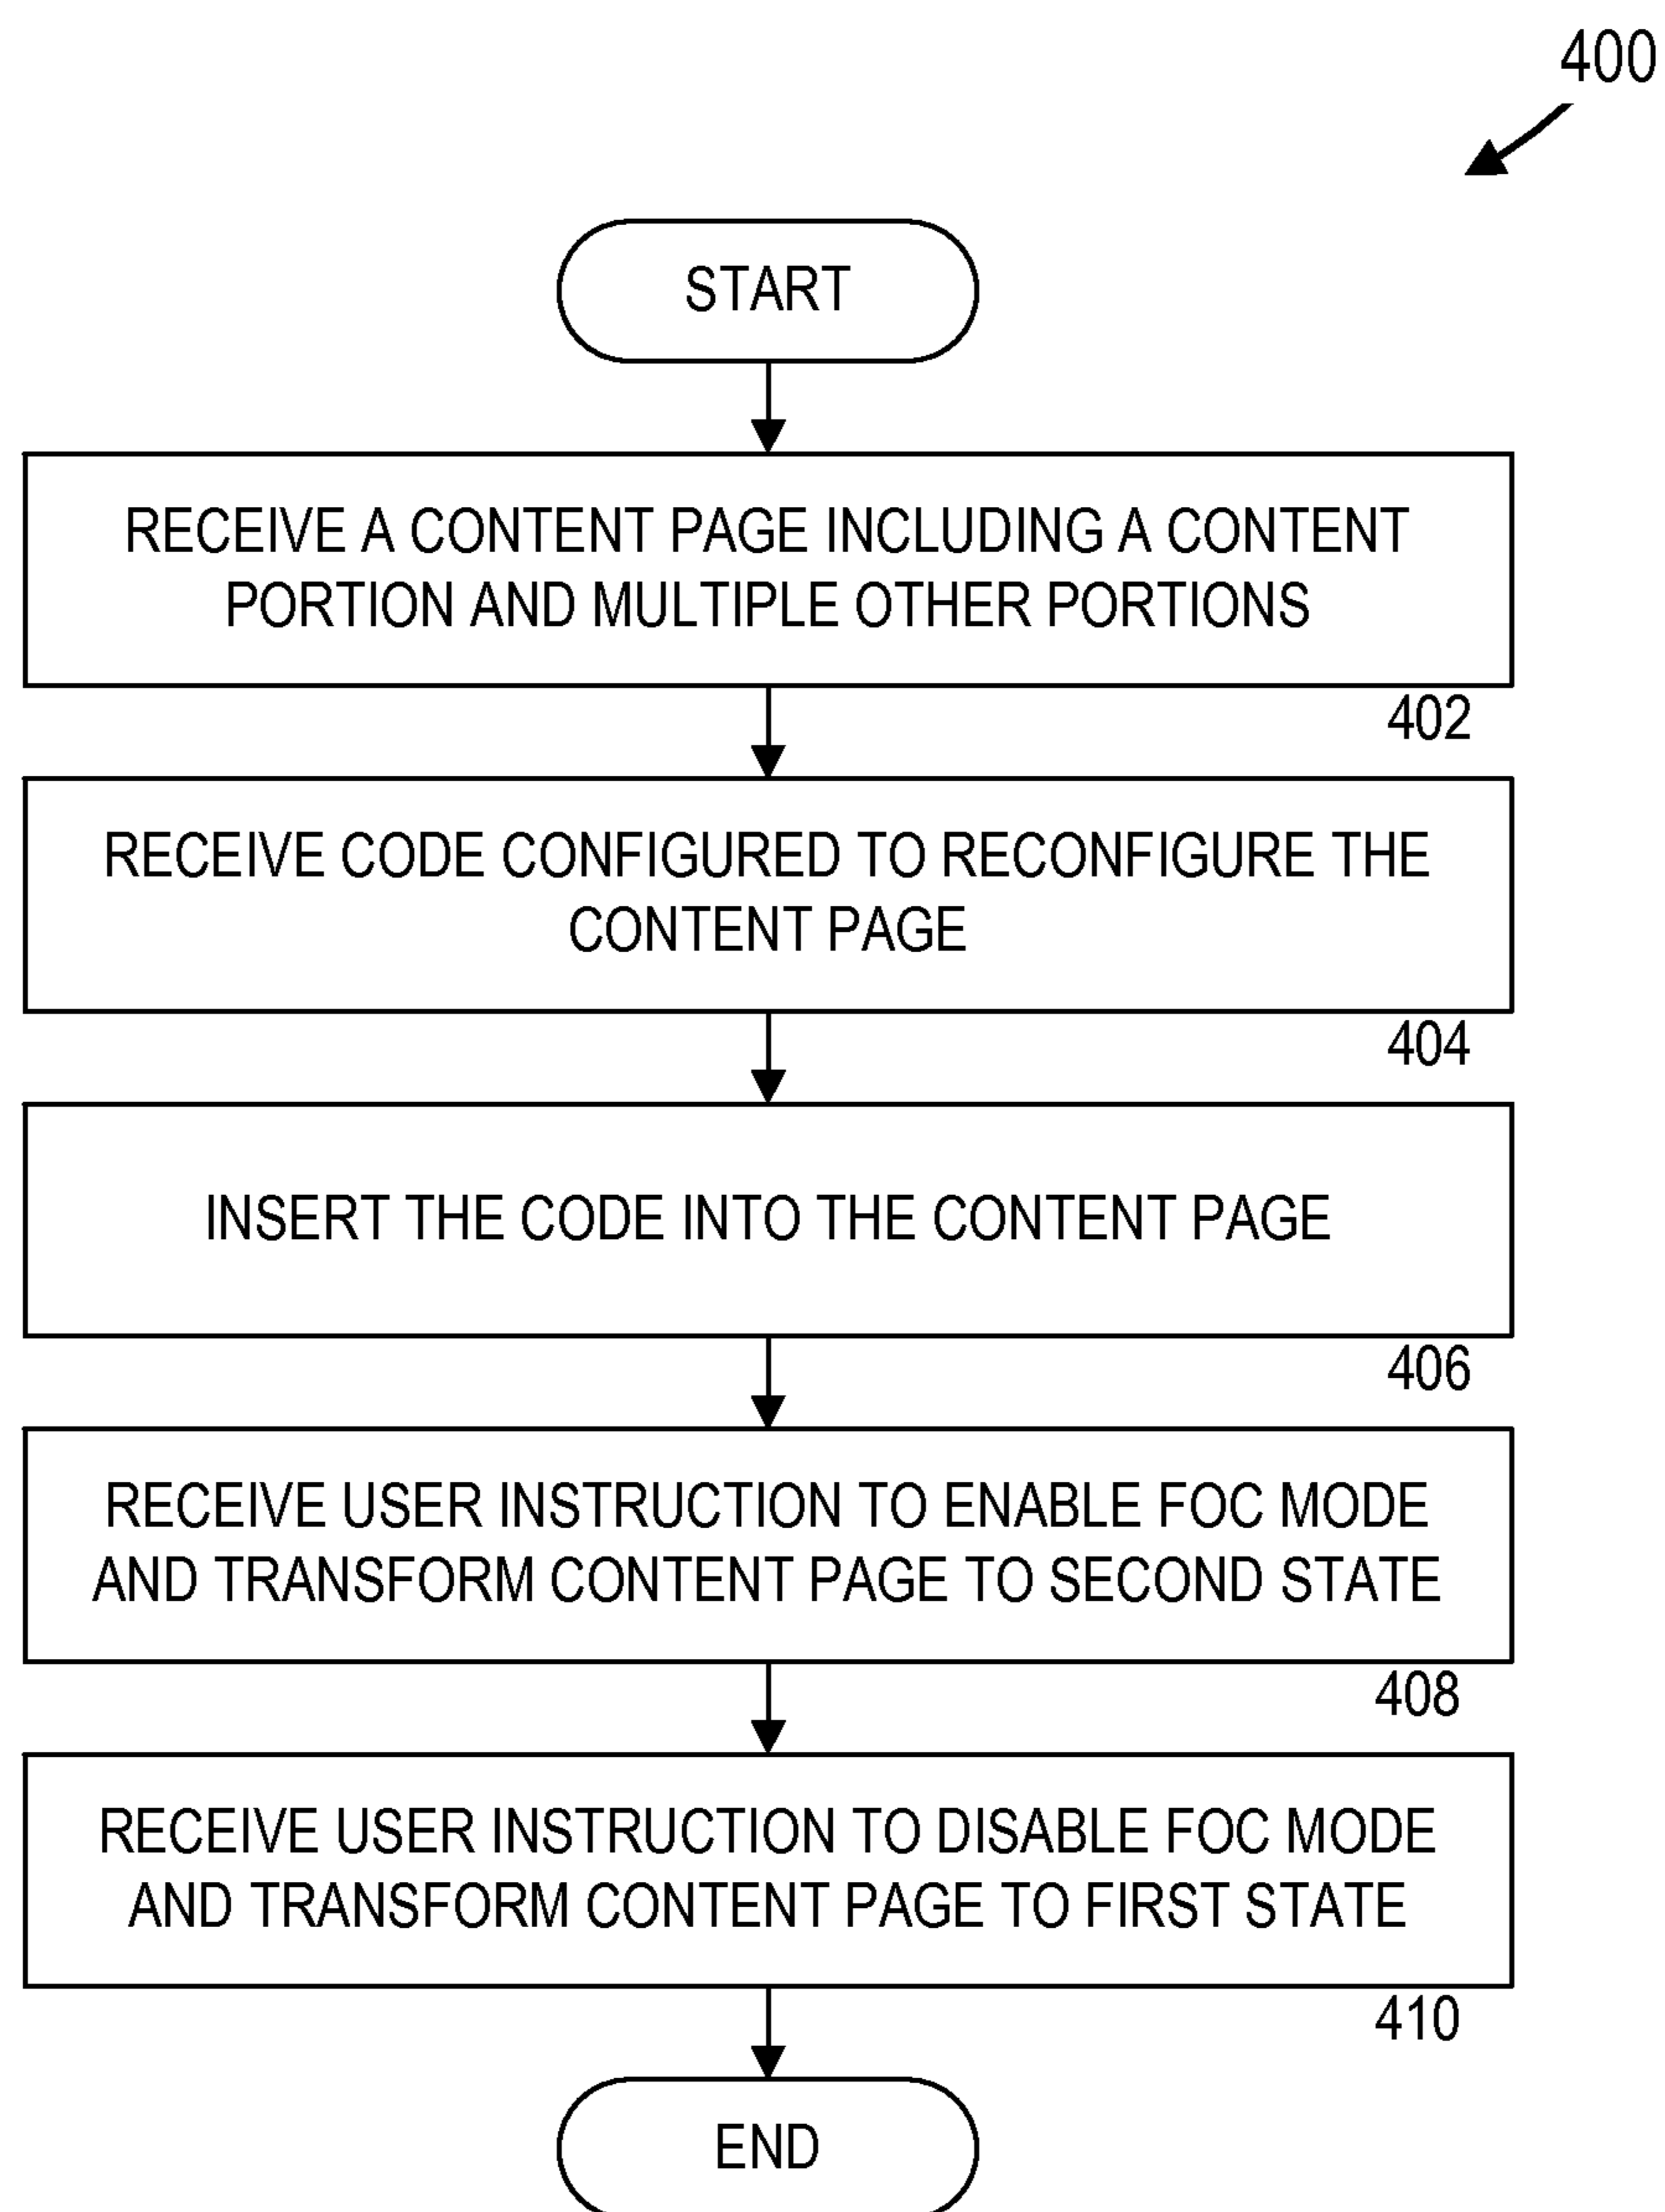 400
START
RECEIVE A CONTENT PAGE INCLUDING A CONTENT
PORTION AND MULTIPLE OTHER PORTIONS
402
RECEIVE CODE CONFIGURED TO RECONFIGURE THE
CONTENT PAGE
404
INSERT THE CODE INTO THE CONTENT PAGE
406
RECEIVE USER INSTRUCTION TO ENABLE FOC MODE
AND TRANSFORM CONTENT PAGE TO SECOND STATE
408
RECEIVE USER INSTRUCTION TO DISABLE FOC MODE
AND TRANSFORM CONTENT PAGE TO FIRST STATE
410
END